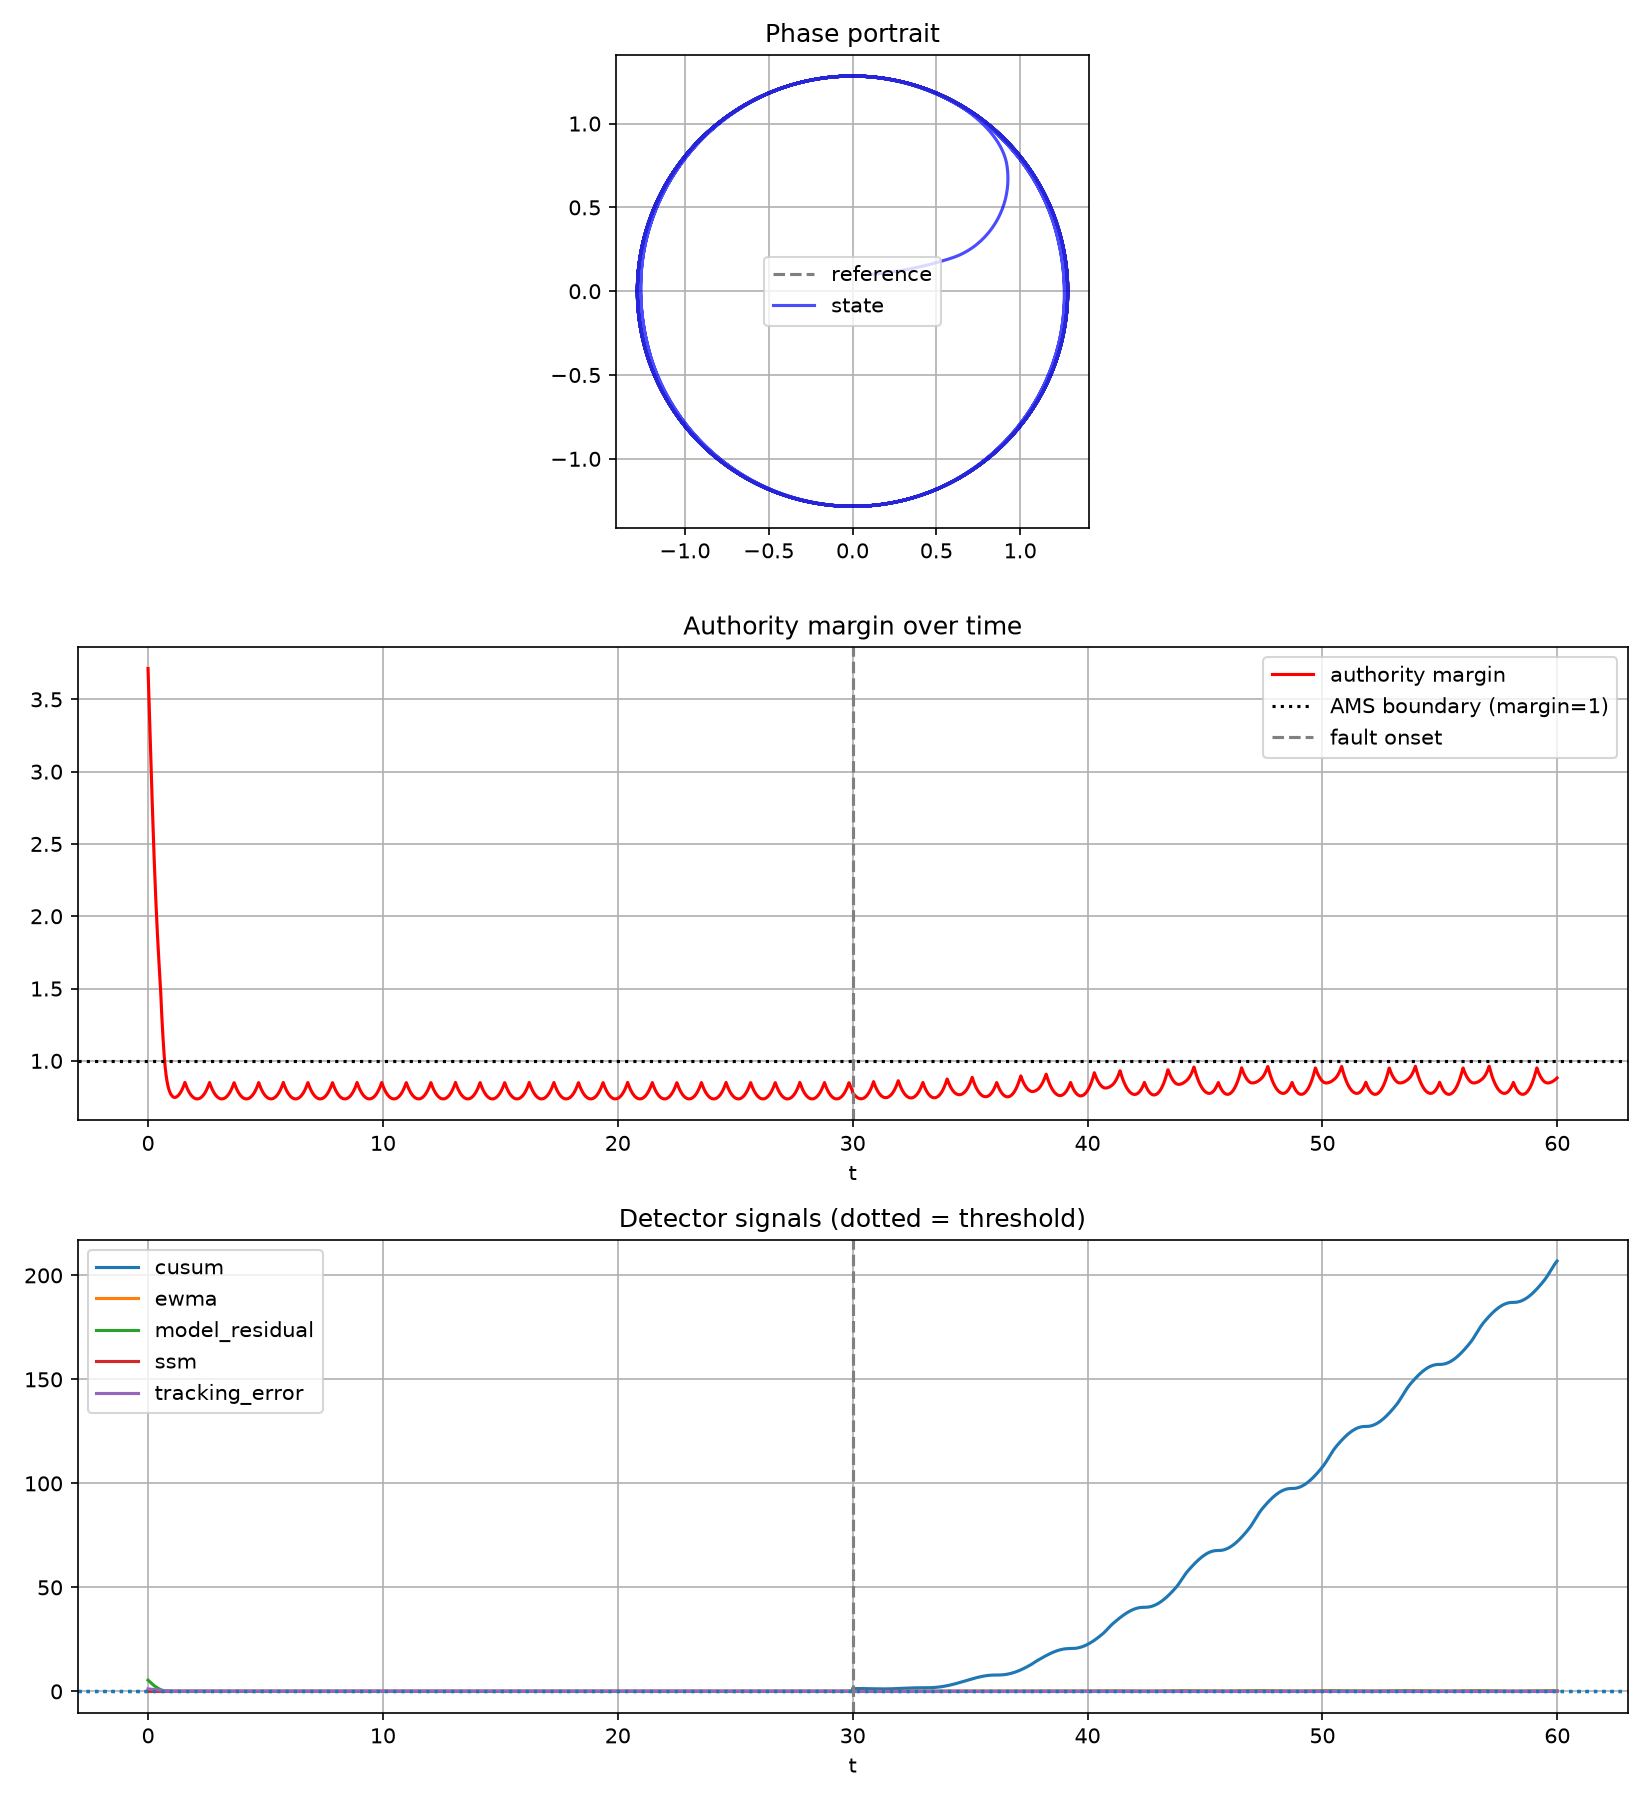 Phase portrait
1.0
0.5
0.0
−0.5
−1.0
reference
state
−1.0 −0.5 0.0 0.5 1.0
Authority margin over time
3.5
3.0
2.5
2.0
1.5
1.0
authority margin
AMS boundary (margin=1)
fault onset
0 10 20 30 40 50 60
t
Detector signals (dotted = threshold)
200
150
100
50
0
cusum
ewma
model_residual
ssm
tracking_error
0 10 20 30 40 50 60
t